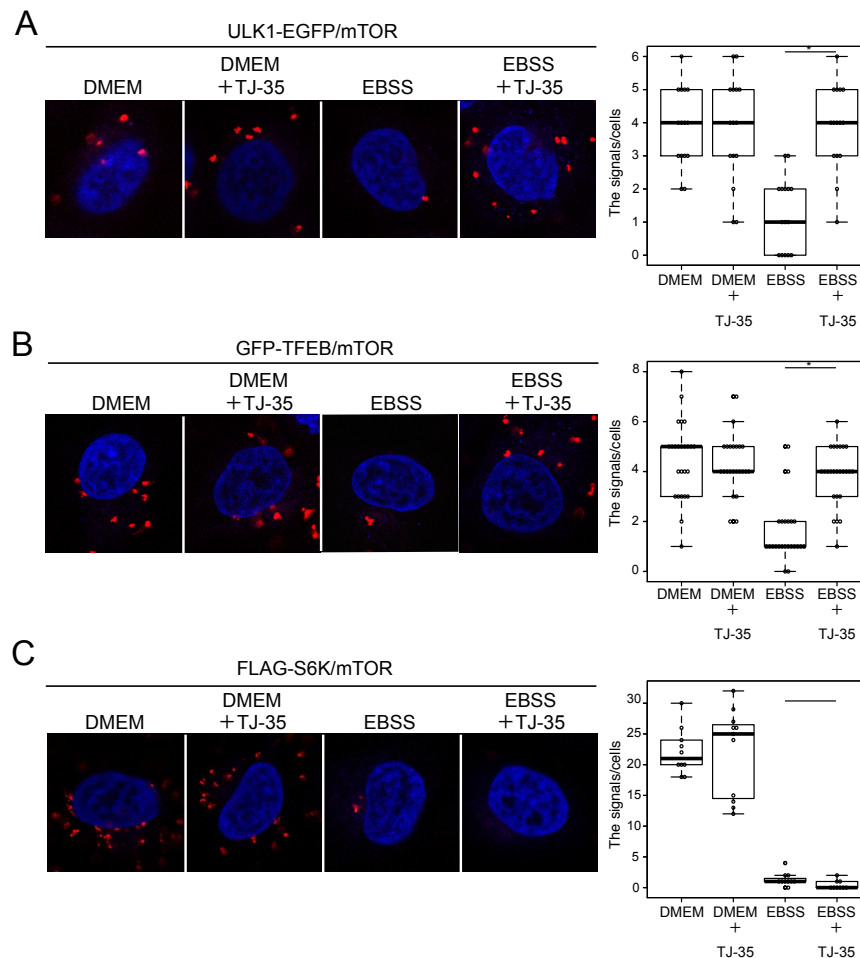 A
ULK1-EGFP/mTOR
DMEM
DMEM
+TJ-35
EBSS
EBSS
+TJ-35
The signals/cells
6
5
4
3
2
1
0
*
DMEM
DMEM
+
TJ-35
EBSS
EBSS
+
TJ-35
B
GFP-TFEB/mTOR
DMEM
DMEM
+TJ-35
EBSS
EBSS
+TJ-35
The signals/cells
8
6
4
2
0
*
DMEM
DMEM
+
TJ-35
EBSS
EBSS
+
TJ-35
C
FLAG-S6K/mTOR
DMEM
DMEM
+TJ-35
EBSS
EBSS
+TJ-35
The signals/cells
30
25
20
15
10
5
0
DMEM
DMEM
+
TJ-35
EBSS
EBSS
+
TJ-35